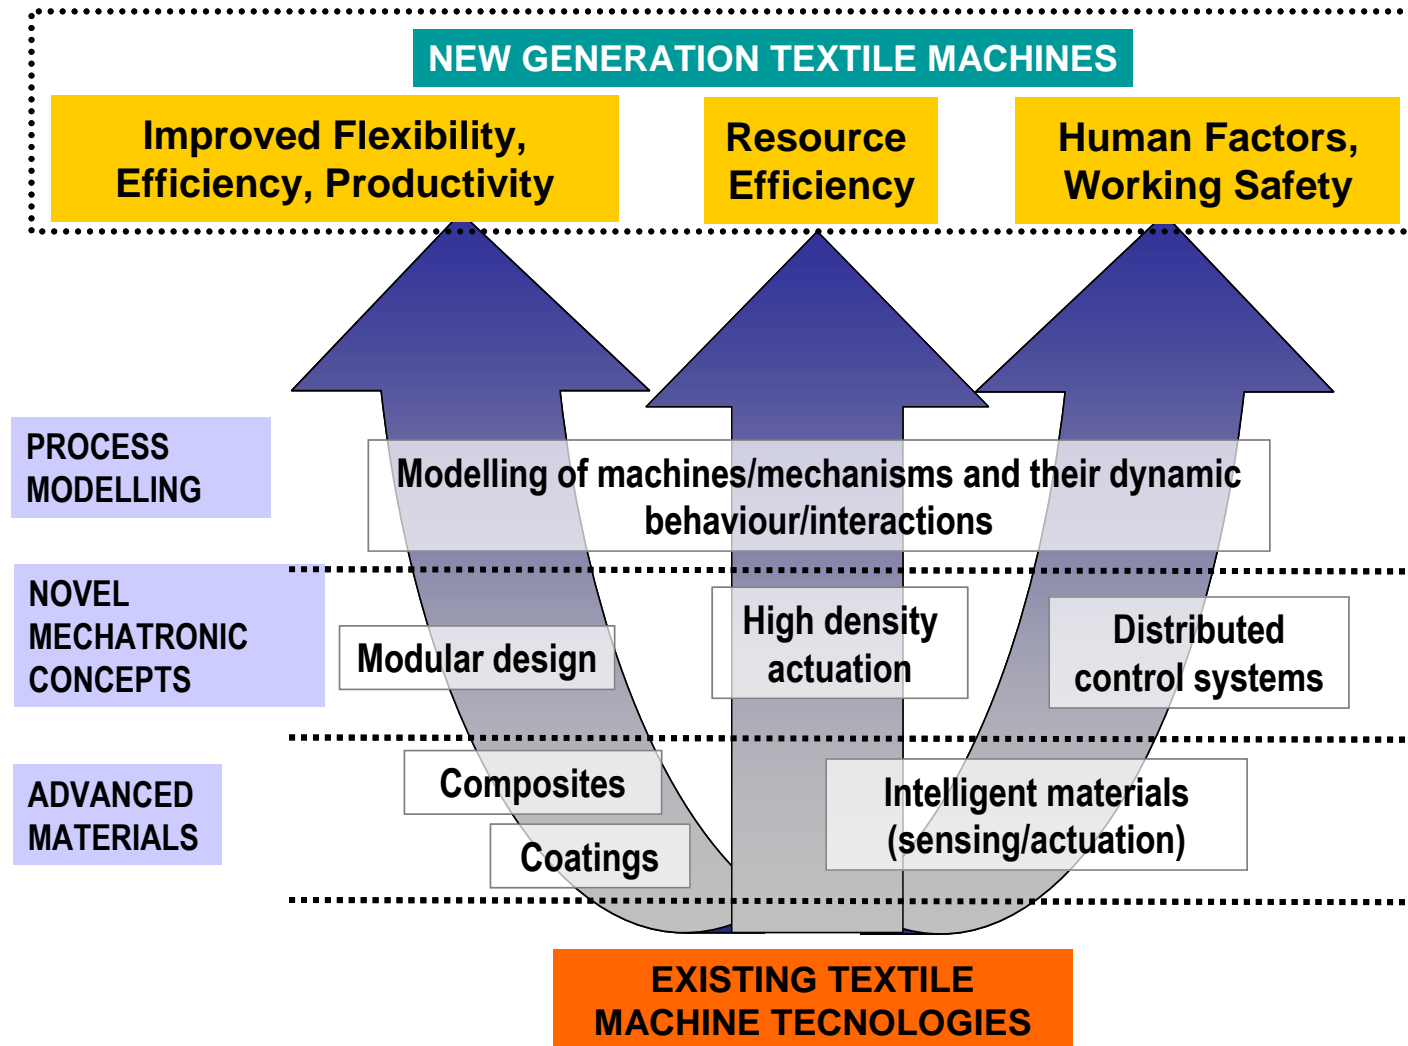 NEW GENERATION TEXTILE MACHINES
Improved Flexibility,
Efficiency, Productivity
Resource
Efficiency
Human Factors,
Working Safety
PROCESS
MODELLING
Modelling of machines/mechanisms and their dynamic
behaviour/interactions
NOVEL
MECHATRONIC
CONCEPTS
Modular design
High density
actuation
Distributed
control systems
ADVANCED
MATERIALS
Composites
Coatings
Intelligent materials
(sensing/actuation)
EXISTING TEXTILE
MACHINE TECNOLOGIES